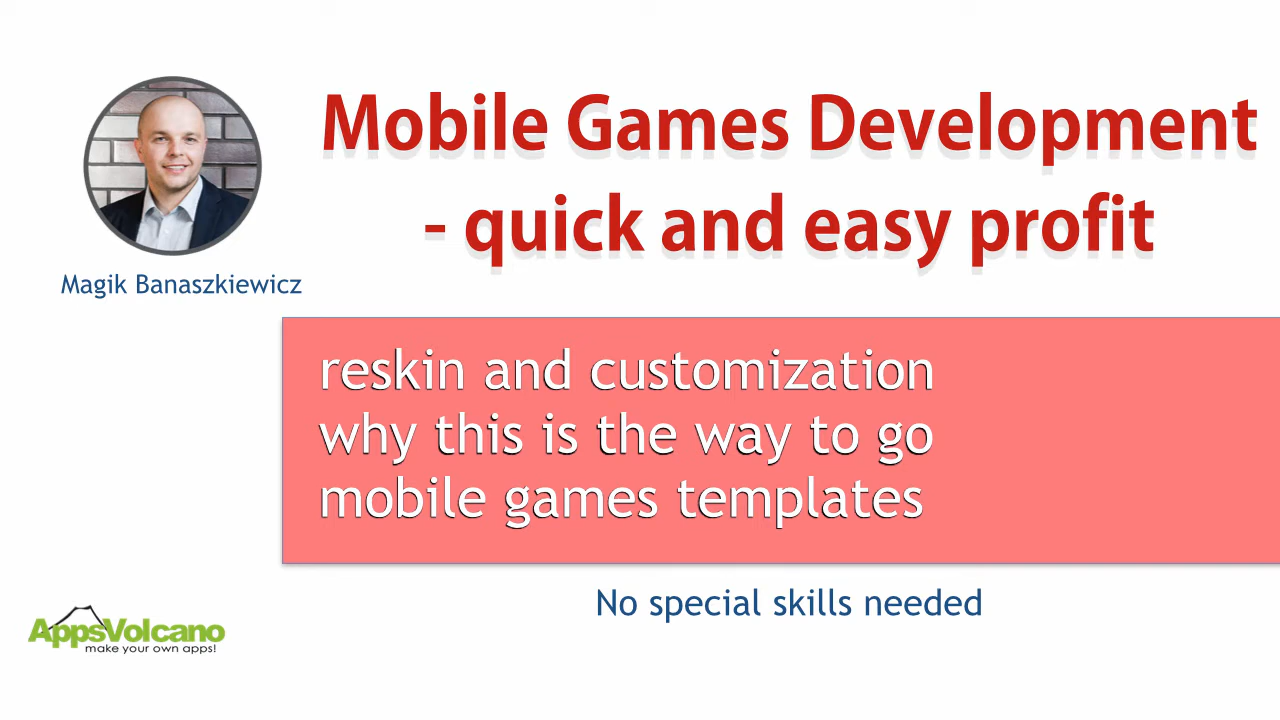 Mobile Games Development
- quick and easy profit
Magik Banaszkiewicz
reskin and customization
why this is the way to go
mobile games templates
No special skills needed
AppsVolcano
make your own apps!